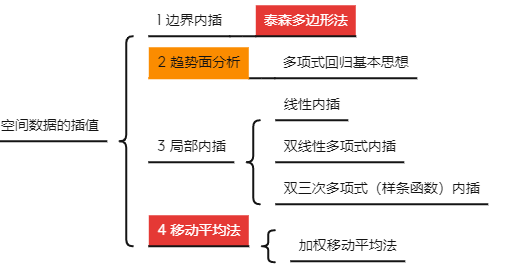 空间数据的插值
1 边界内插
泰森多边形法
2 趋势面分析
多项式回归基本思想
3 局部内插
线性内插
双线性多项式内插
双三次多项式（样条函数）内插
4 移动平均法
加权移动平均法